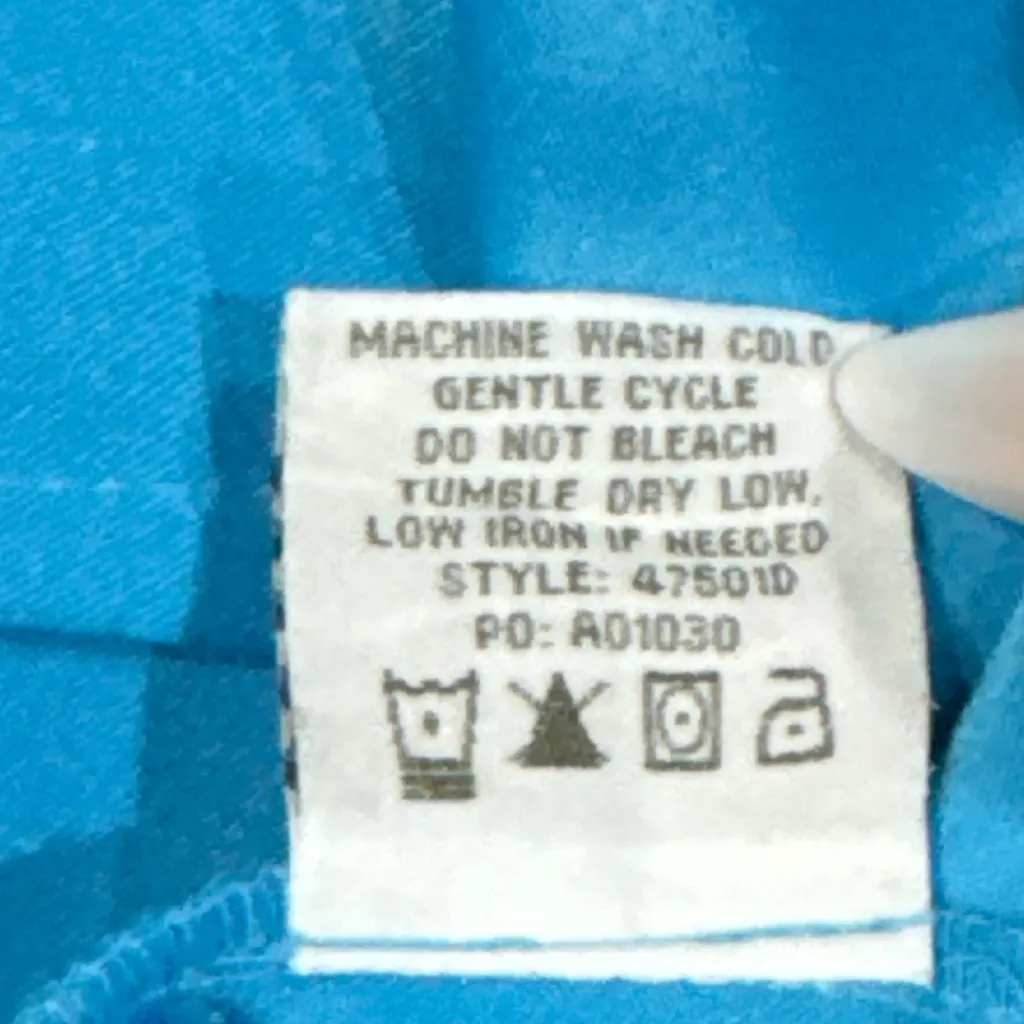 MACHINE WASH COLD
GENTLE CYCLE
DO NOT BLEACH
TUMBLE DRY LOW.
LOW IRON IF NEEDED
STYLE: 47501D
PO: A01030